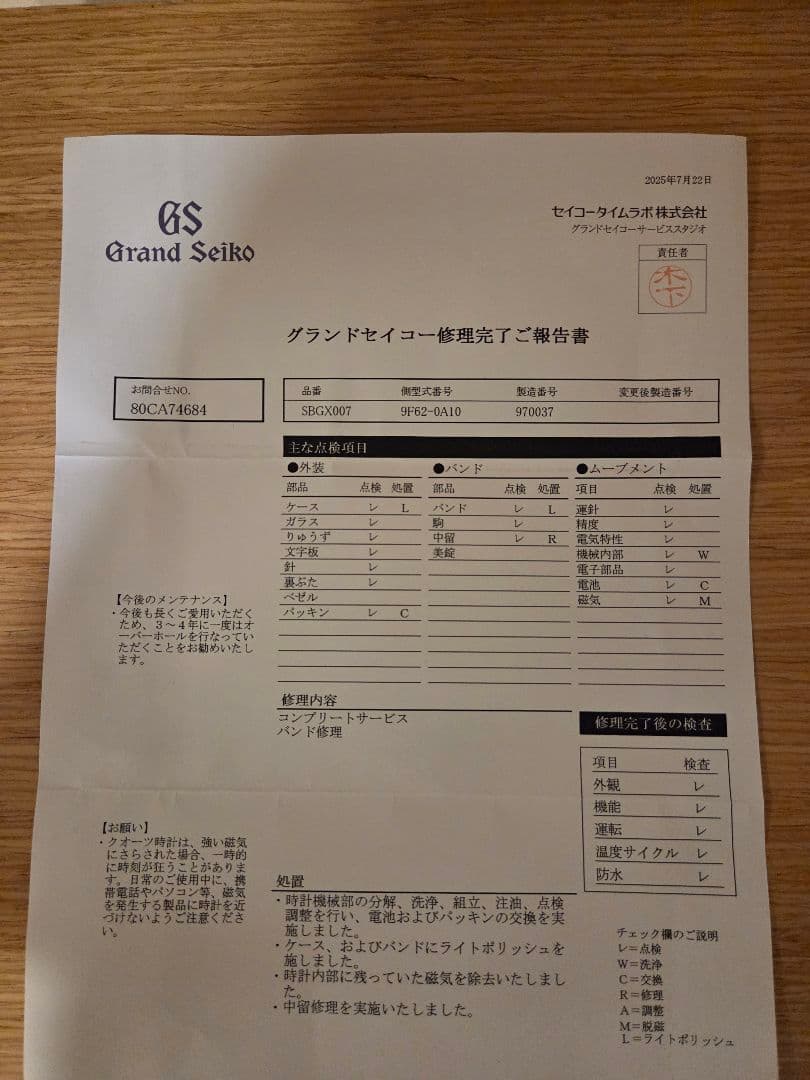 2025年7月22日
GS
Grand Seiko
セイコータイムラボ株式会社
グランドセイコーサービススタジオ
責任者
木下
グランドセイコー修理完了ご報告書
お問合せNO.
80CA74684
品番 側型式番号 製造番号 変更後製造番号
SBGX007 9F62-0A10 970037
主な点検項目
●外装
部品 点検 処置
ケース レ L
ガラス レ
りゅうず レ
文字板 レ
針 レ
裏ぶた レ
ベゼル
パッキン レ C
●バンド
部品 点検 処置
バンド レ L
駒 レ
中留 レ R
美錠
●ムーブメント
項目 点検 処置
運針 レ
精度 レ
電気特性 レ
機械内部 レ W
電子部品 レ
電池 レ C
磁気 レ M
【今後のメンテナンス】
・今後も長くご愛用いただく
ため、3〜4年に一度はオ
ーバーホールを行なってい
ただくことをお勧めいたし
ます。
修理内容
コンプリートサービス
バンド修理
修理完了後の検査
項目 検査
外観 レ
機能 レ
運転 レ
温度サイクル レ
防水 レ
【お願い】
・クオーツ時計は、強い磁気
にさらされた場合、一時的
に時刻が狂うことがありま
す。日常のご使用中に、携
帯電話やパソコン等、磁気
を発生する製品に時計を近
づけないようご注意くださ
い。
処置
・時計機械部の分解、洗浄、組立、注油、点検
調整を行い、電池およびパッキンの交換を実
施しました。
・ケース、およびバンドにライトポリッシュを
施しました。
・時計内部に残っていた磁気を除去いたしまし
た。
・中留修理を実施いたしました。
チェック欄のご説明
レ=点検
W=洗浄
C=交換
R=修理
A=調整
M=脱磁
L=ライトポリッシュ